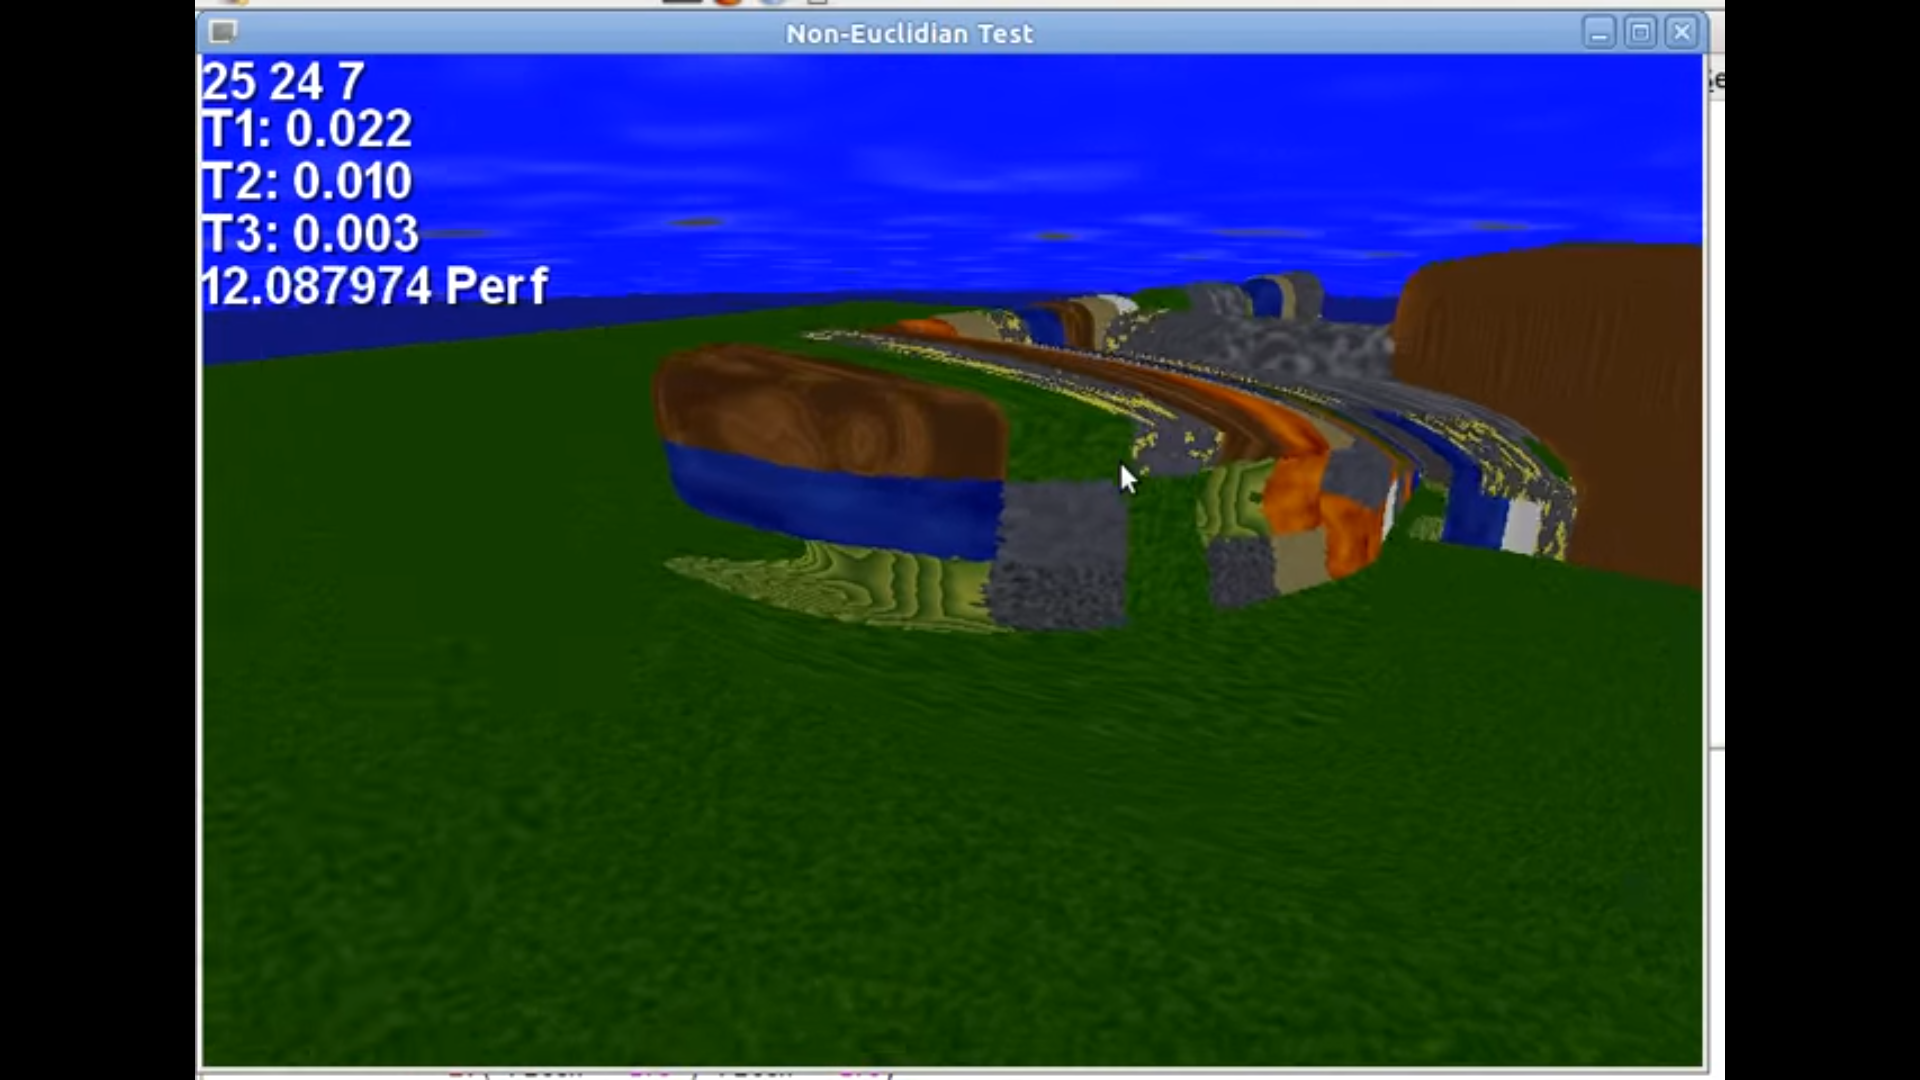 Non-Euclidian Test
25 24 7
T1: 0.022
T2: 0.010
T3: 0.003
12.087974 Perf